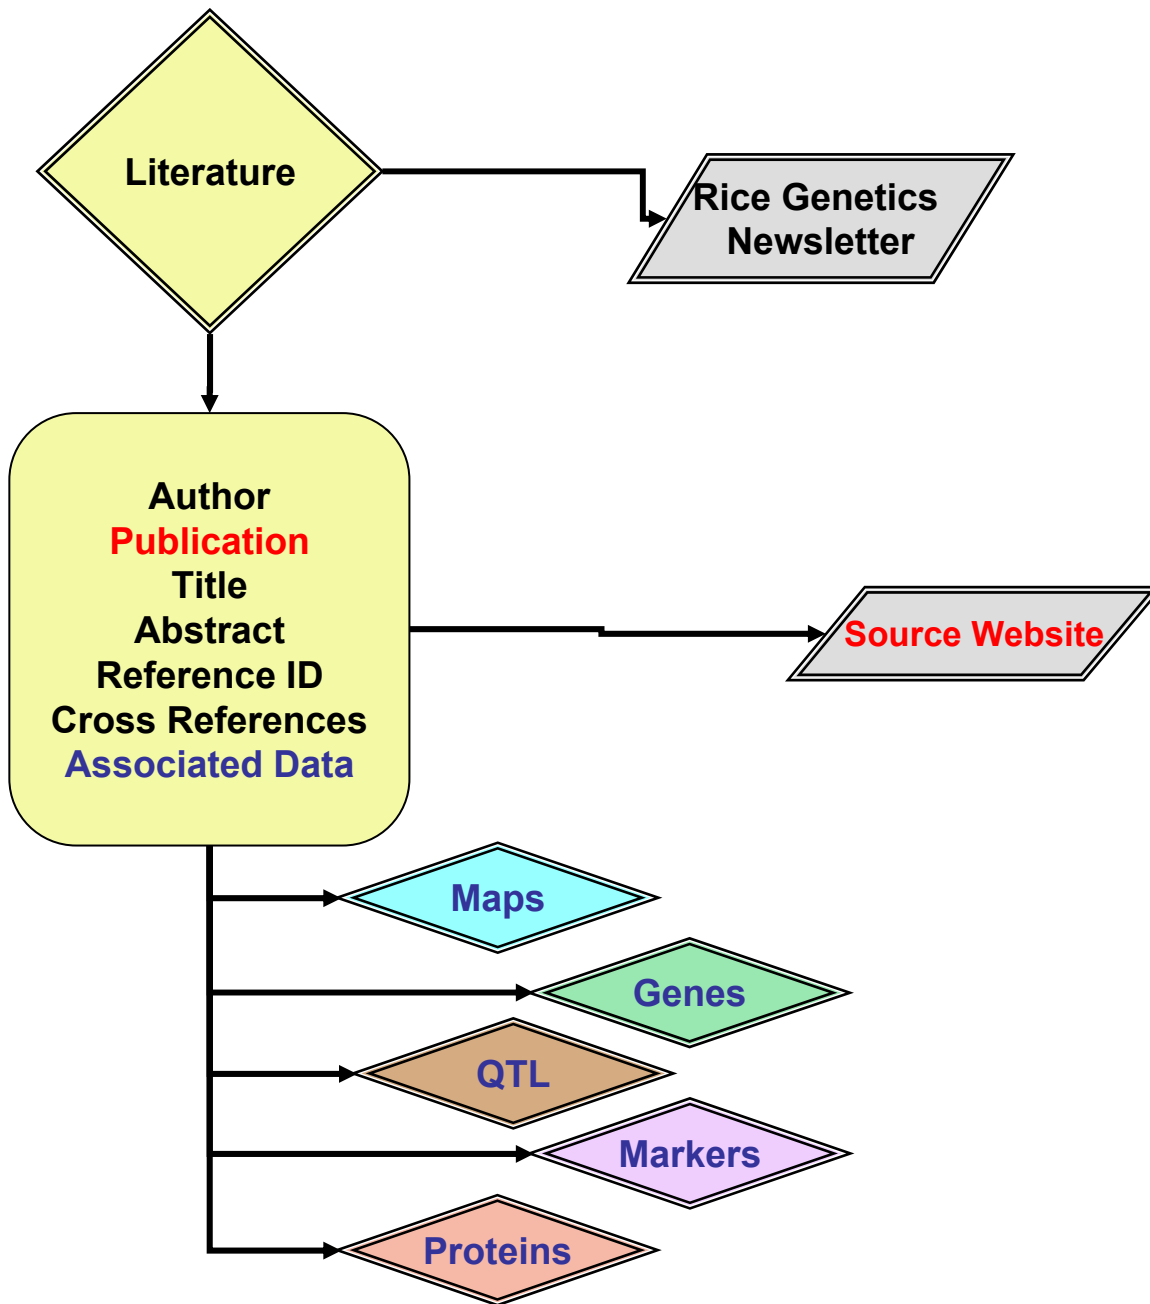 Literature
Rice Genetics
Newsletter
Author
Publication
Title
Abstract
Reference ID
Cross References
Associated Data
Source Website
Maps
Genes
QTL
Markers
Proteins